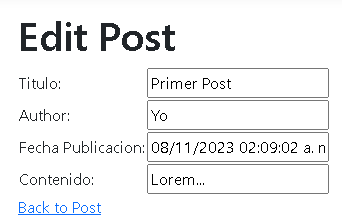 Edit Post
Titulo: Primer Post
Author: Yo
Fecha Publicacion: 08/11/2023 02:09:02 a. n
Contenido: Lorem...
Back to Post